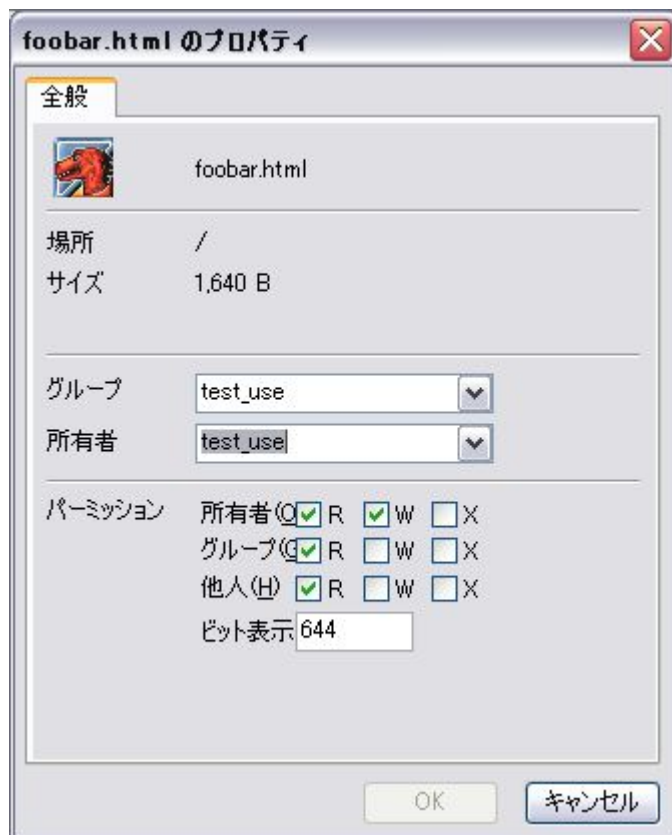 foobar.html のプロパティ
全般
foobar.html
場所 /
サイズ 1,640 B
グループ test_use
所有者 test_use
パーミッション 所有者(O R W X
グループ(G R W X
他人(H) R W X
ビット表示 644
OK キャンセル